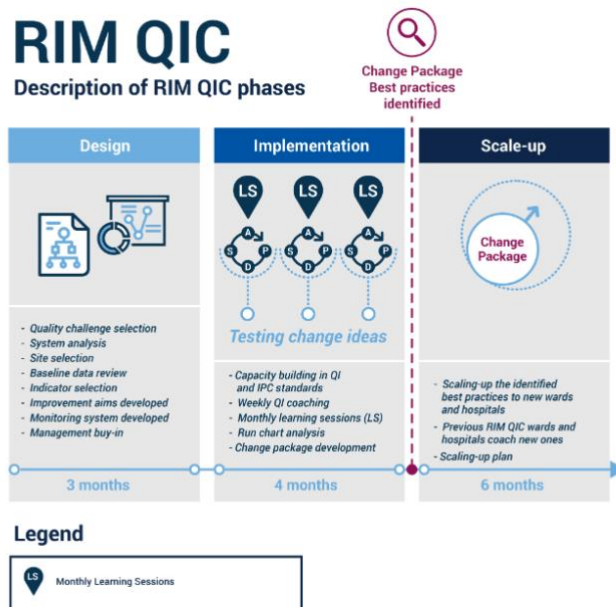 RIM QIC
Description of RIM QIC phases
Change Package
Best practices
identified
Design
Implementation
Scale-up
LS
LS
LS
A
S
P
D
A
S
P
D
A
S
P
D
Testing change ideas
Change
Package
- Quality challenge selection
- System analysis
- Site selection
- Baseline data review
- Indicator selection
- Improvement aims developed
- Monitoring system developed
- Management buy-in
- Capacity building in QI
and IPC standards
- Weekly QI coaching
- Monthly learning sessions (LS)
- Run chart analysis
- Change package development
- Scaling-up the identified
best practices to new wards
and hospitals
- Previous RIM QIC wards and
hospitals coach new ones
- Scaling-up plan
3 months
4 months
6 months
Legend
LS
Monthly Learning Sessions